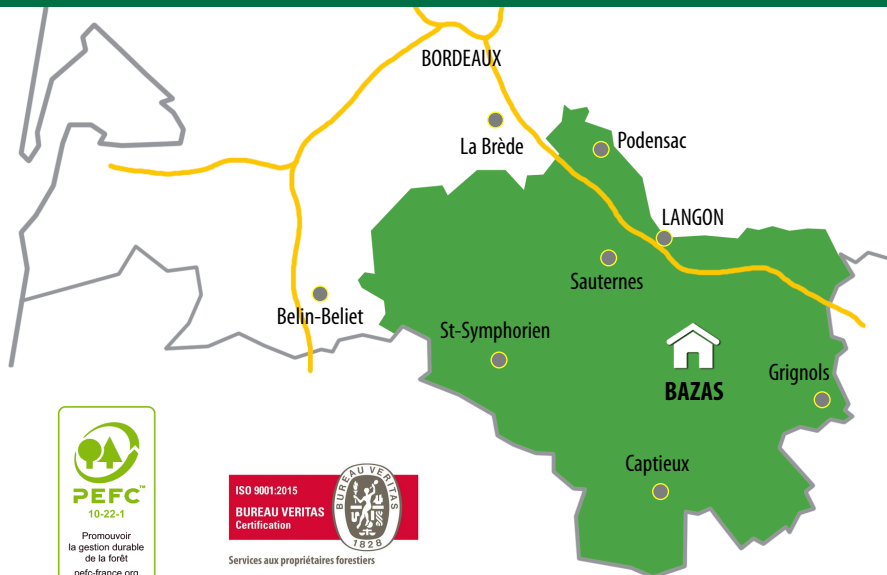 BORDEAUX
La Brède
Podensac
LANGON
Sauternes
Belin-Beliet
St-Symphorien
BAZAS
Grignols
Captieux
PEFC™
10-22-1
Promouvoir
la gestion durable
de la forêt
pefc-france.org
ISO 9001:2015
BUREAU VERITAS
Certification
BUREAU VERITAS
1828
Services aux propriétaires forestiers